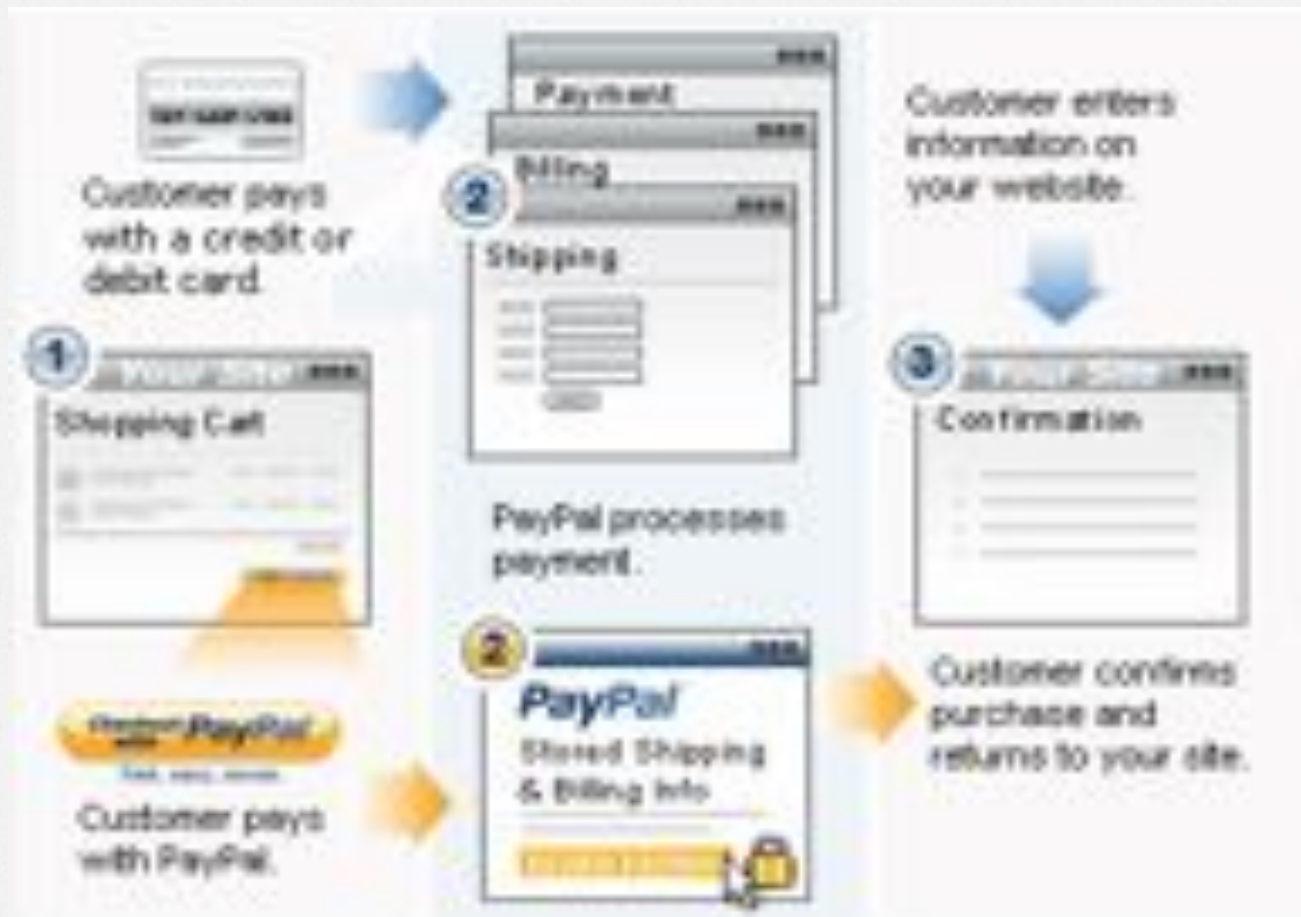 Customer pays
with a credit or
debit card
Payment
Billing
2
Shipping
Customer enters
information on
your website.
1
Shopping Cart
3
Confirmation
PayPal processes
payment.
PayPal
Customer pays
with PayPal.
2
PayPal
Stored Shipping
& Billing Info
Customer confirms
purchase and
returns to your site.